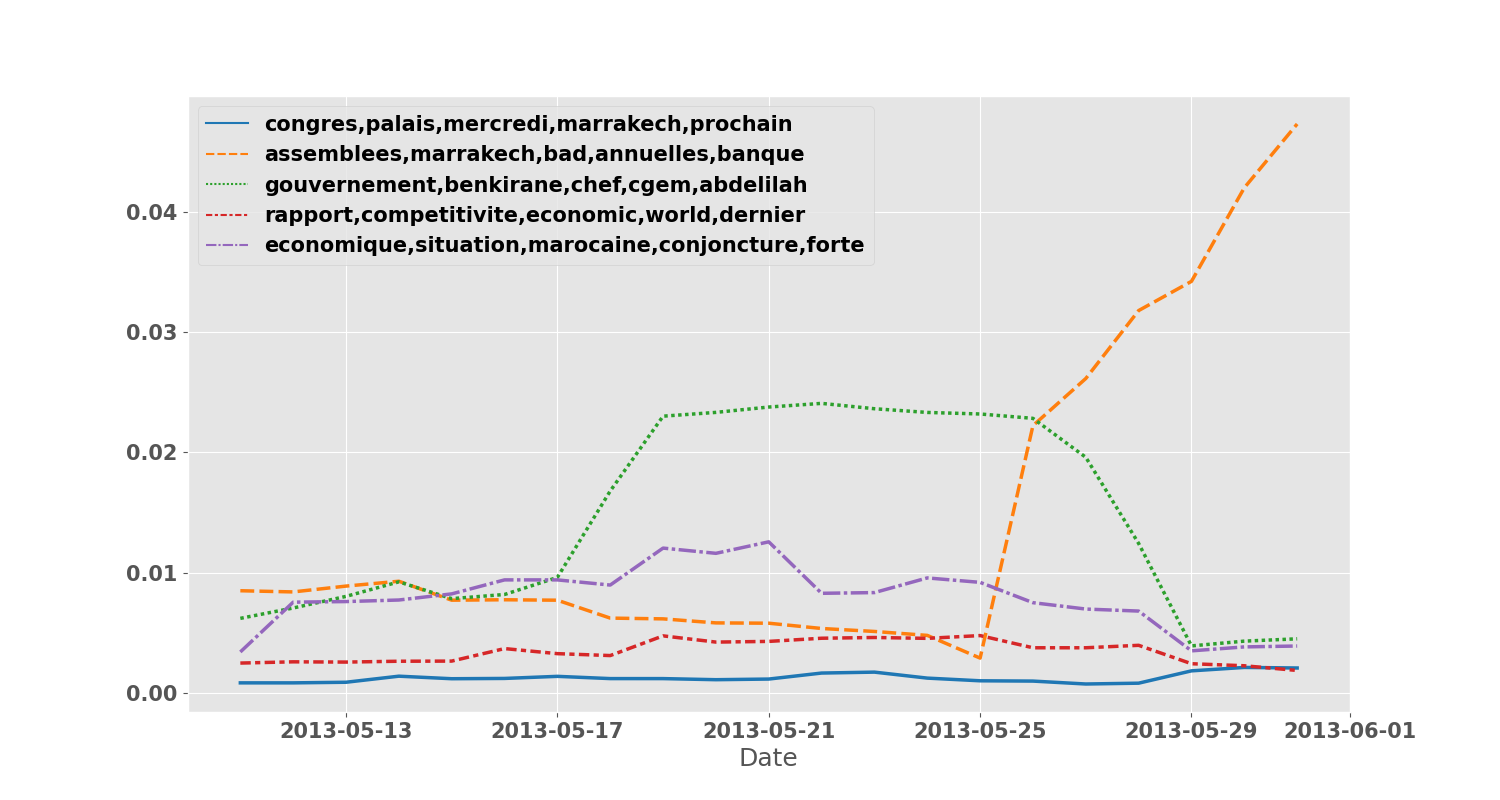 congres,palais,mercredi,marrakech,prochain
assemblees,marrakech,bad,annuelles,banque
gouvernement,benkirane,chef,cgem,abdelilah
rapport,competitivite,economic,world,dernier
economique,situation,marocaine,conjoncture,forte
0.04
0.03
0.02
0.01
0.00
2013-05-13 2013-05-17 2013-05-21 2013-05-25 2013-05-29 2013-06-01
Date